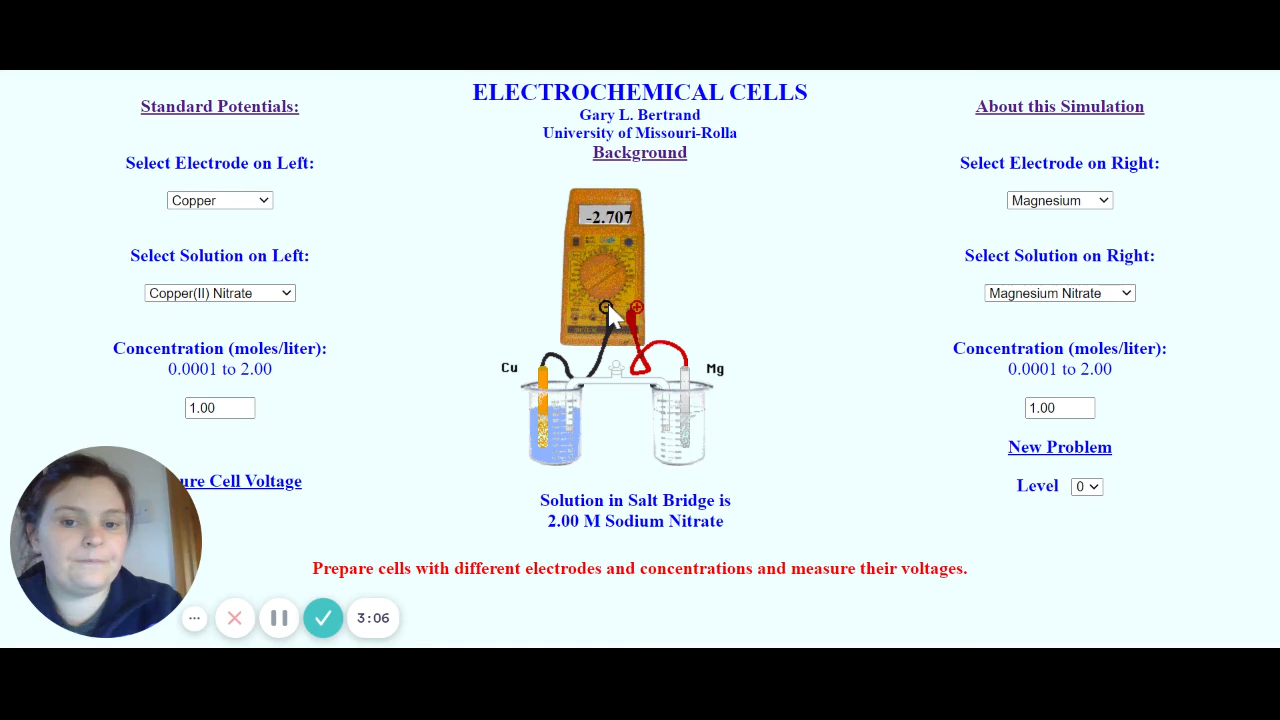 ELECTROCHEMICAL CELLS
Gary L. Bertrand
University of Missouri-Rolla
Background
Standard Potentials:
Select Electrode on Left:
Copper
Select Solution on Left:
Copper(II) Nitrate
Concentration (moles/liter):
0.0001 to 2.00
1.00
ure Cell Voltage
-2.707
Cu
Mg
Solution in Salt Bridge is
2.00 M Sodium Nitrate
About this Simulation
Select Electrode on Right:
Magnesium
Select Solution on Right:
Magnesium Nitrate
Concentration (moles/liter):
0.0001 to 2.00
1.00
New Problem
Level 0
Prepare cells with different electrodes and concentrations and measure their voltages.
3:06